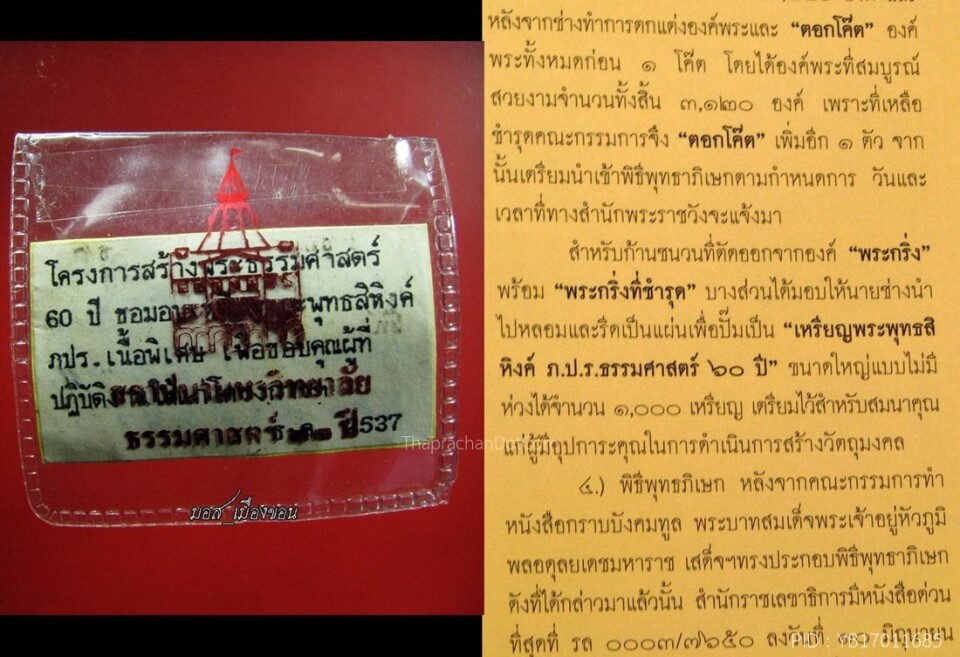 โครงการสร้างพระธรรมศาสตร์
60 ปี ขอมอบ พุทธสิหิงค์
ภปร. เนื้อพิเศษ เพื่อขอบคุณผู้ที่
ปฏิบัติ
มหาวิทยาลัย
ธรรมศาสตร์ ๖๐ ปี
537
มอส_เมืองขอน
หลังจากช่างทำการตกแต่งองค์พระและ “ตอกโค๊ต” องค์
พระทั้งหมดก่อน ๑ โค๊ต โดยได้องค์พระที่สมบูรณ์
สวยงามจำนวนทั้งสิ้น ๓,๑๒๐ องค์ เพราะที่เหลือ
ชำรุดคณะกรรมการจึง “ตอกโค๊ต” เพิ่มอีก ๑ ตัว จาก
นั้นเตรียมนำเข้าพิธีพุทธาภิเษกตามกำหนดการ วันและ
เวลาที่ทางสำนักพระราชวังจะแจ้งมา
สำหรับก้านชนวนที่ตัดออกจากองค์ “พระกริ่ง”
พร้อม “พระกริ่งที่ชำรุด” บางส่วนได้มอบให้นายช่างนำ
ไปหลอมและรีดเป็นแผ่นเพื่อปั๊มเป็น “เหรียญพระพุทธสิ
หิงค์ ภ.ป.ร.ธรรมศาสตร์ ๖๐ ปี” ขนาดใหญ่แบบไม่มี
ห่วงได้จำนวน ๑,๐๐๐ เหรียญ เตรียมไว้สำหรับสมนาคุณ
แก่ผู้มีอุปการะคุณในการดำเนินการสร้างวัตถุมงคล
๔.) พิธีพุทธภิเษก หลังจากคณะกรรมการทำ
หนังสือกราบบังคมทูล พระบาทสมเด็จพระเจ้าอยู่หัวภูมิ
พลอดุลยเดชมหาราช เสด็จฯทรงประกอบพิธีพุทธาภิเษก
ดังที่ได้กล่าวมาแล้วนั้น สำนักราชเลขาธิการมีหนังสือด่วน
ที่สุดที่ รล ๐๐๐๓/๗๖๕๐ ลงวันที่ มิถุนายน
PID : YB17011685